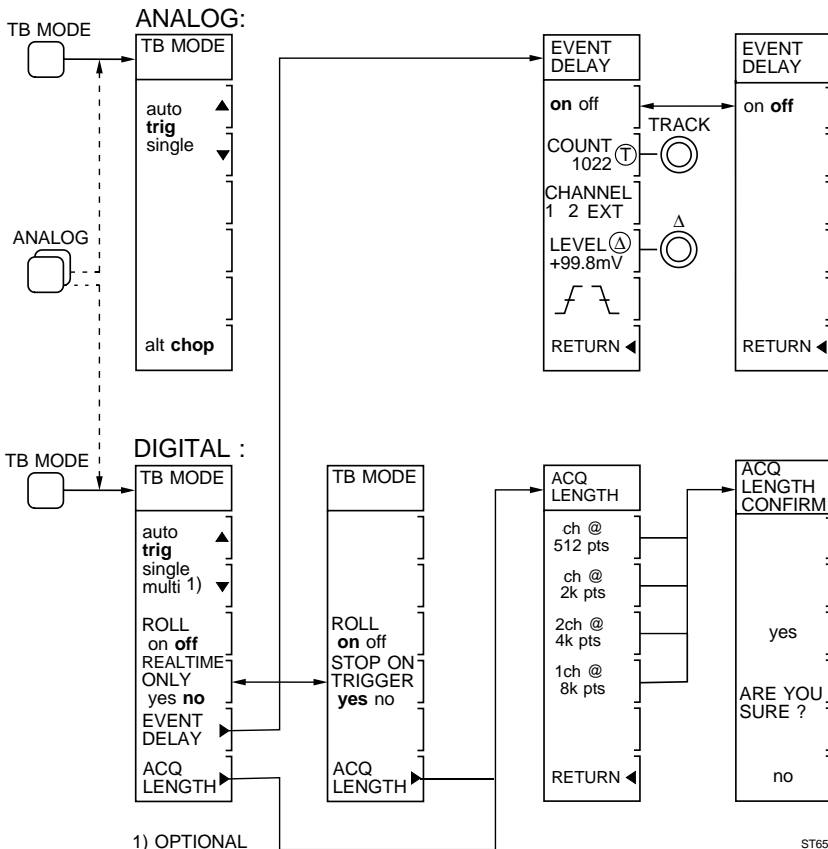 ANALOG:
TB MODE
TB MODE
auto
trig
single
ANALOG
alt chop
EVENT
DELAY
on off
TRACK
COUNT T
1022
CHANNEL
1 2 EXT
Δ
LEVEL Δ
+99.8mV
RETURN
EVENT
DELAY
on off
RETURN
DIGITAL :
TB MODE
TB MODE
auto
trig
single
multi 1)
ROLL
on off
REALTIME
ONLY
yes no
EVENT
DELAY
ACQ
LENGTH
TB MODE
ROLL
on off
STOP ON
TRIGGER
yes no
ACQ
LENGTH
ACQ
LENGTH
ch @
512 pts
ch @
2k pts
2ch @
4k pts
1ch @
8k pts
RETURN
ACQ
LENGTH
CONFIRM
yes
ARE YOU
SURE ?
no
1) OPTIONAL
ST65